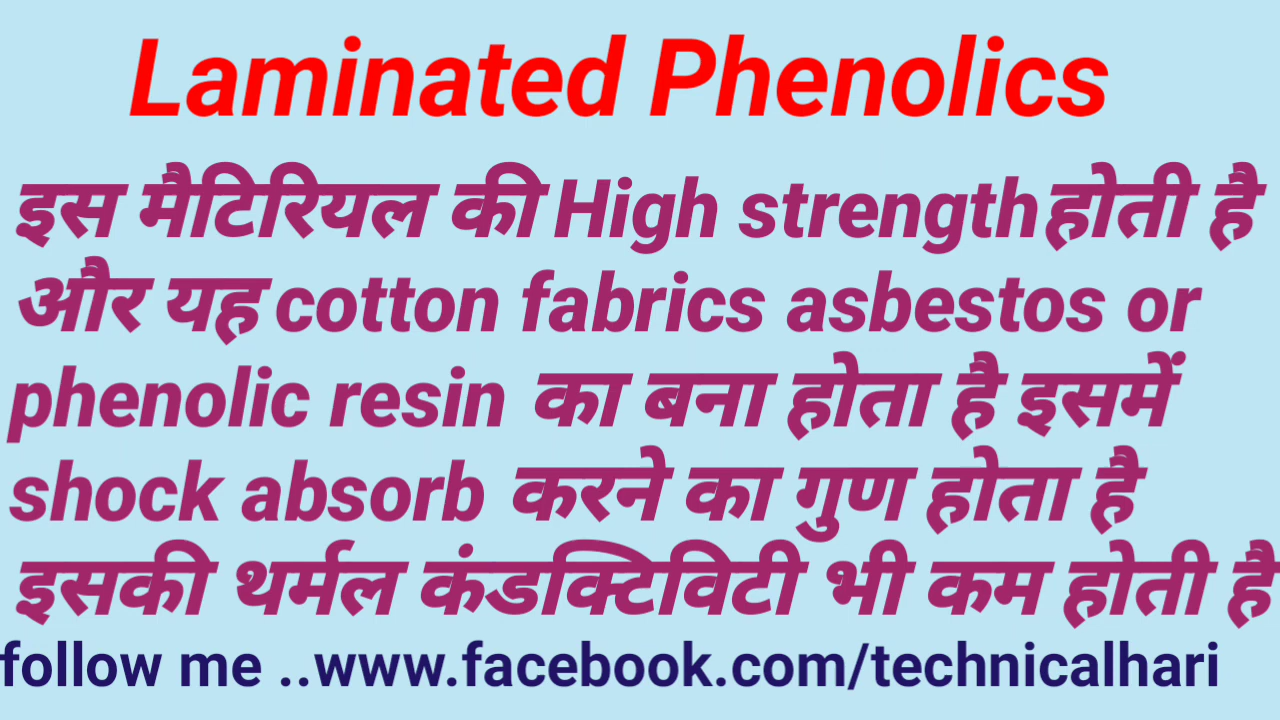 Laminated Phenolics
इस मैटिरियल की High strength होती है
और यह cotton fabrics asbestos or
phenolic resin का बना होता है इसमें
shock absorb करने का गुण होता है
इसकी थर्मल कंडक्टिविटी भी कम होती है
follow me ..www.facebook.com/technicalhari